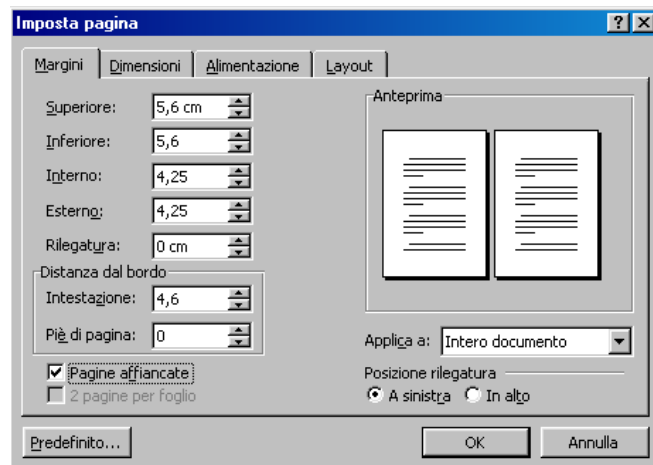 Imposta pagina
Margini Dimensioni Alimentazione Layout
Superiore: 5,6 cm
Inferiore: 5,6
Interno: 4,25
Esterno: 4,25
Rilegatura: 0 cm
Distanza dal bordo
Intestazione: 4,6
Piè di pagina: 0
Pagine affiancate
2 pagine per foglio
Anteprima
Applica a: Intero documento
Posizione rilegatura
A sinistra In alto
Predefinito... OK Annulla